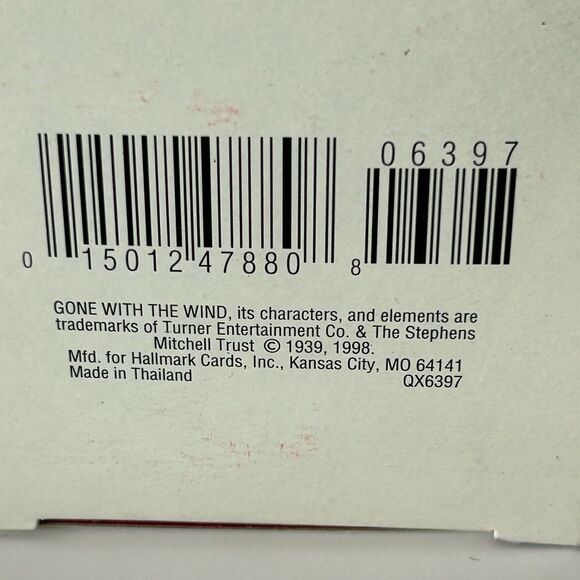 06397
0 15012 47880 8
GONE WITH THE WIND, its characters, and elements are
trademarks of Turner Entertainment Co. & The Stephens
Mitchell Trust © 1939, 1998.
Mfd. for Hallmark Cards, Inc., Kansas City, MO 64141
Made in Thailand QX6397